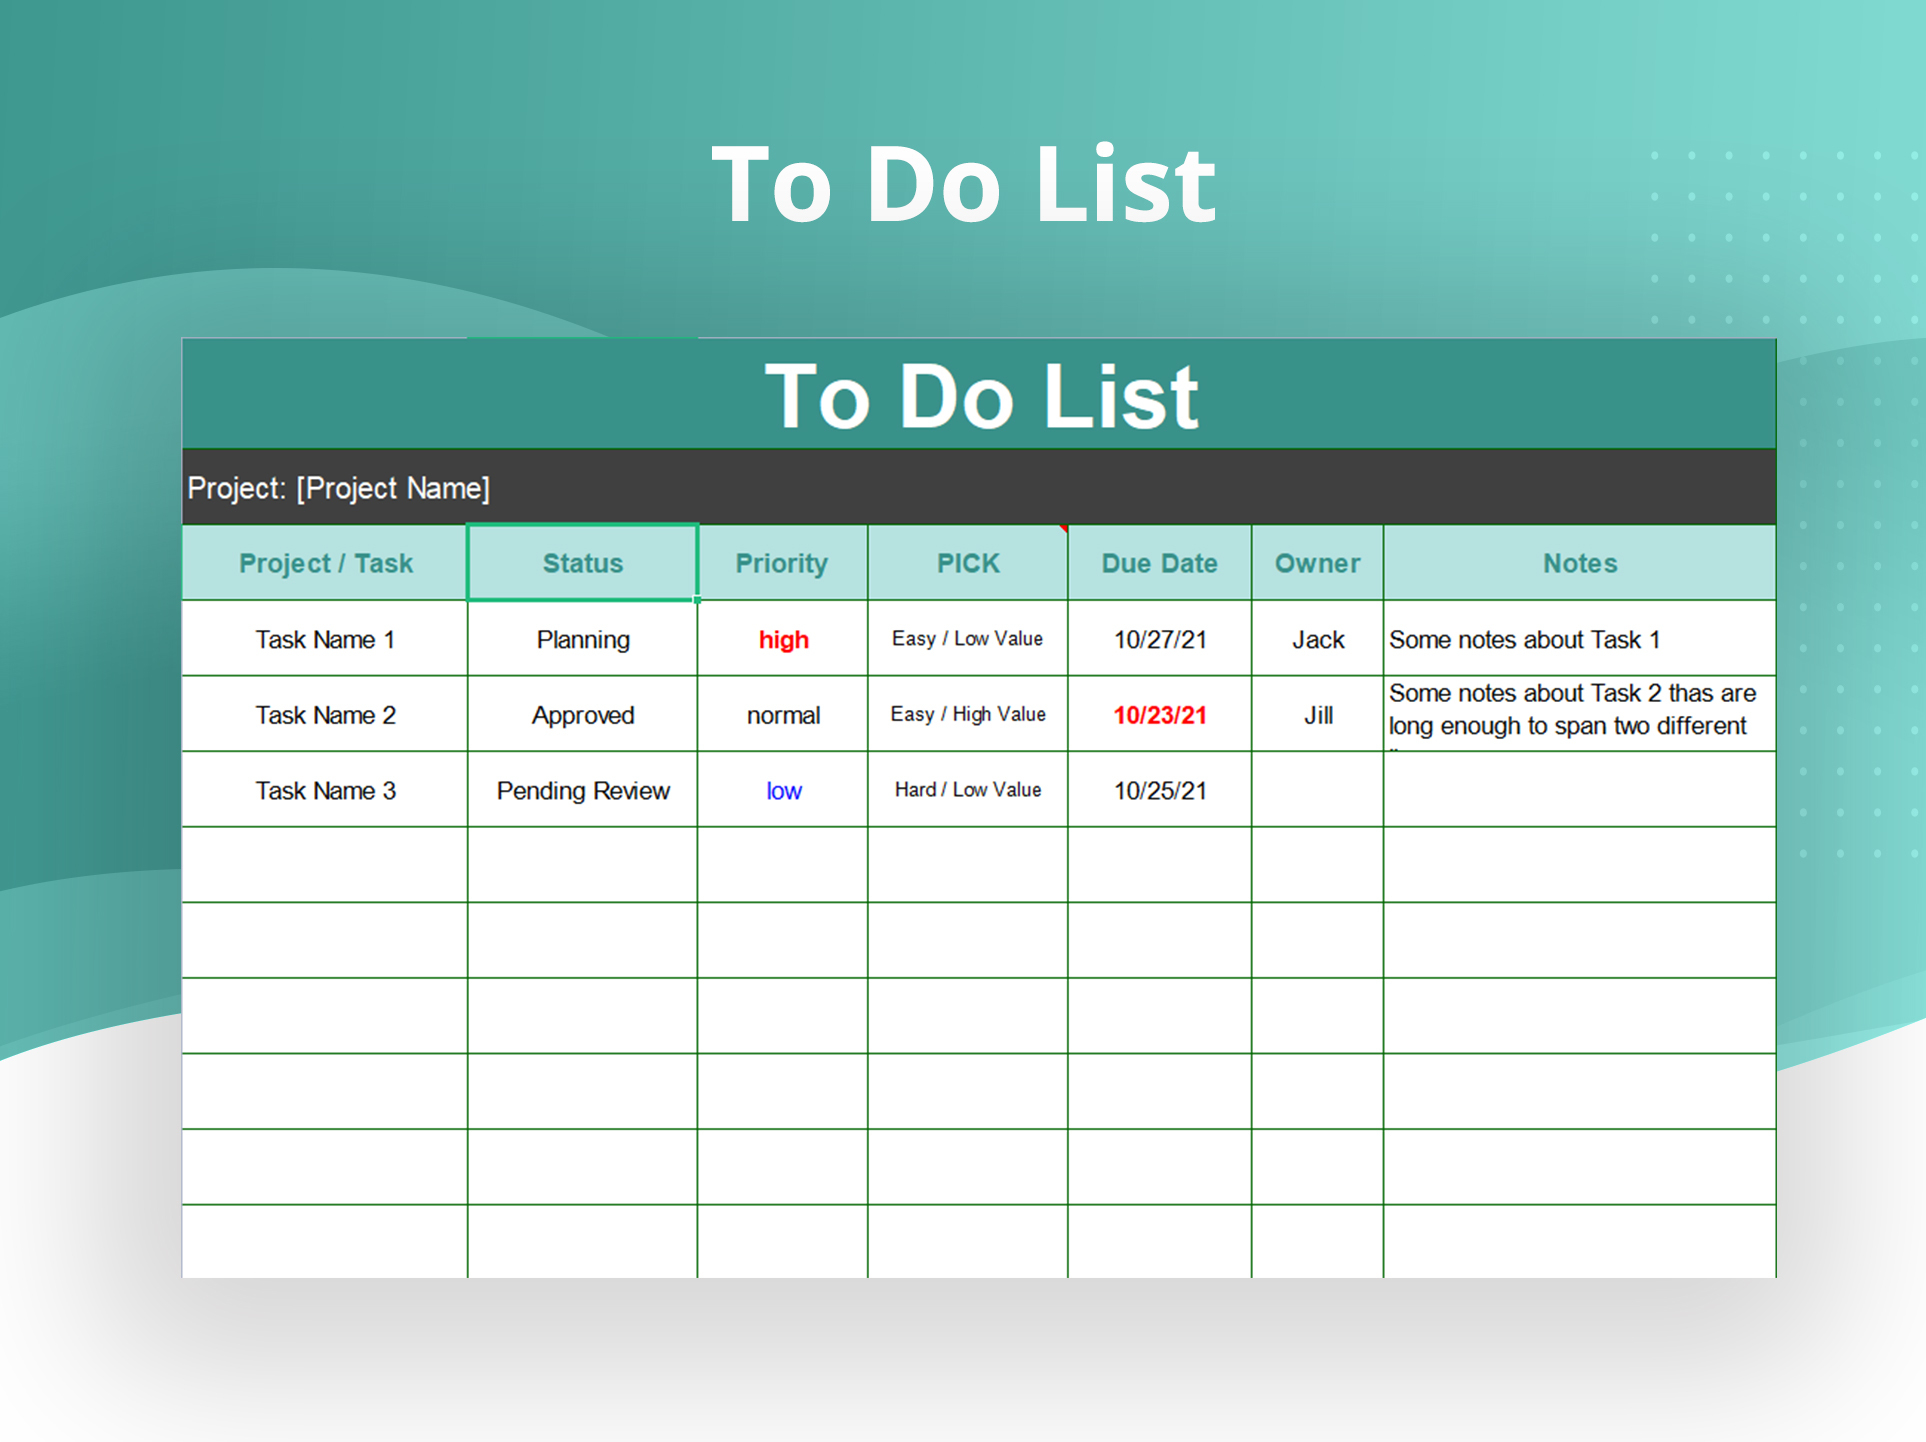 To Do List
To Do List
Project: [Project Name]
Project / Task Status Priority PICK Due Date Owner Notes
Task Name 1 Planning high Easy / Low Value 10/27/21 Jack Some notes about Task 1
Task Name 2 Approved normal Easy / High Value 10/23/21 Jill Some notes about Task 2 thas are
long enough to span two different
Task Name 3 Pending Review low Hard / Low Value 10/25/21